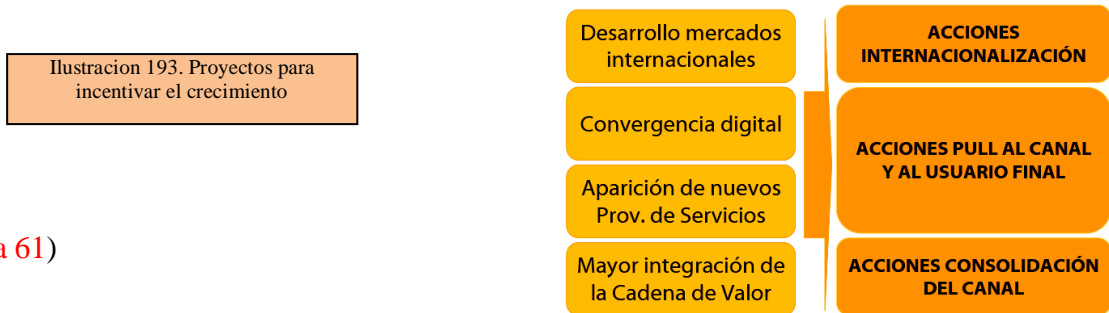 Ilustracion 193. Proyectos para
incentivar el crecimiento
a 61)
Desarrollo mercados
internacionales
Convergencia digital
Aparición de nuevos
Prov. de Servicios
Mayor integración de
la Cadena de Valor
ACCIONES
INTERNACIONALIZACIÓN
ACCIONES PULL AL CANAL
Y AL USUARIO FINAL
ACCIONES CONSOLIDACIÓN
DEL CANAL